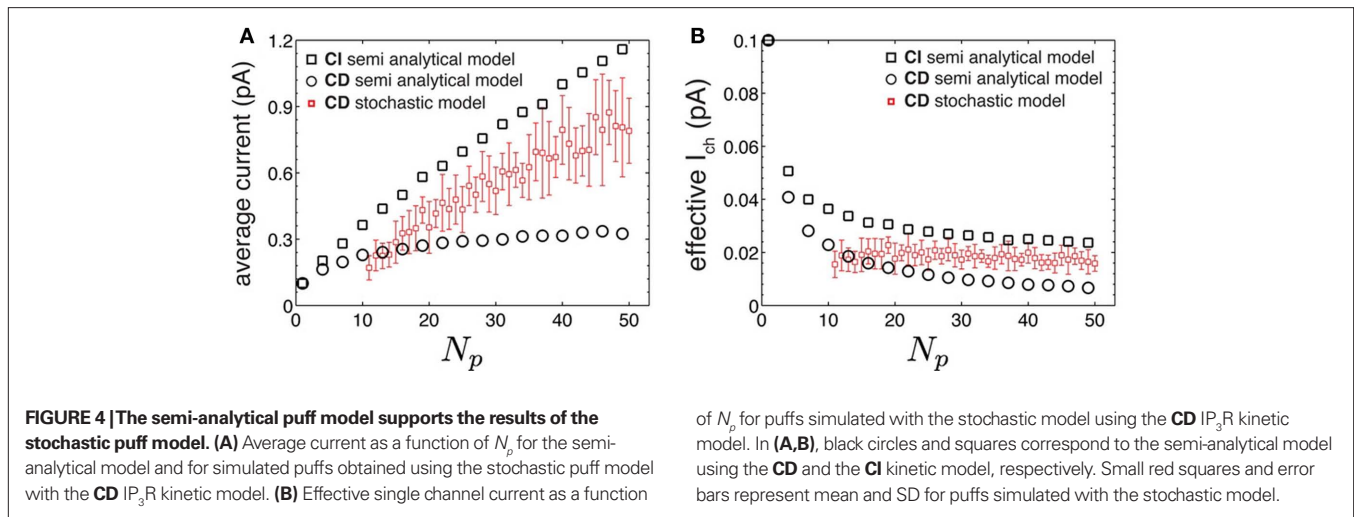 A
average current (pA)
1.2
0.9
0.6
0.3
0
CI semi analytical model
CD semi analytical model
CD stochastic model
0 10 20 30 40 50
Np
B
effective Ich (pA)
0.1
0.08
0.06
0.04
0.02
0
CI semi analytical model
CD semi analytical model
CD stochastic model
0 10 20 30 40 50
Np
FIGURE 4 | The semi-analytical puff model supports the results of the
stochastic puff model. (A) Average current as a function of Np for the semi-
analytical model and for simulated puffs obtained using the stochastic puff model
with the CD IP3R kinetic model. (B) Effective single channel current as a function
of Np for puffs simulated with the stochastic model using the CD IP3R kinetic
model. In (A,B), black circles and squares correspond to the semi-analytical model
using the CD and the CI kinetic model, respectively. Small red squares and error
bars represent mean and SD for puffs simulated with the stochastic model.